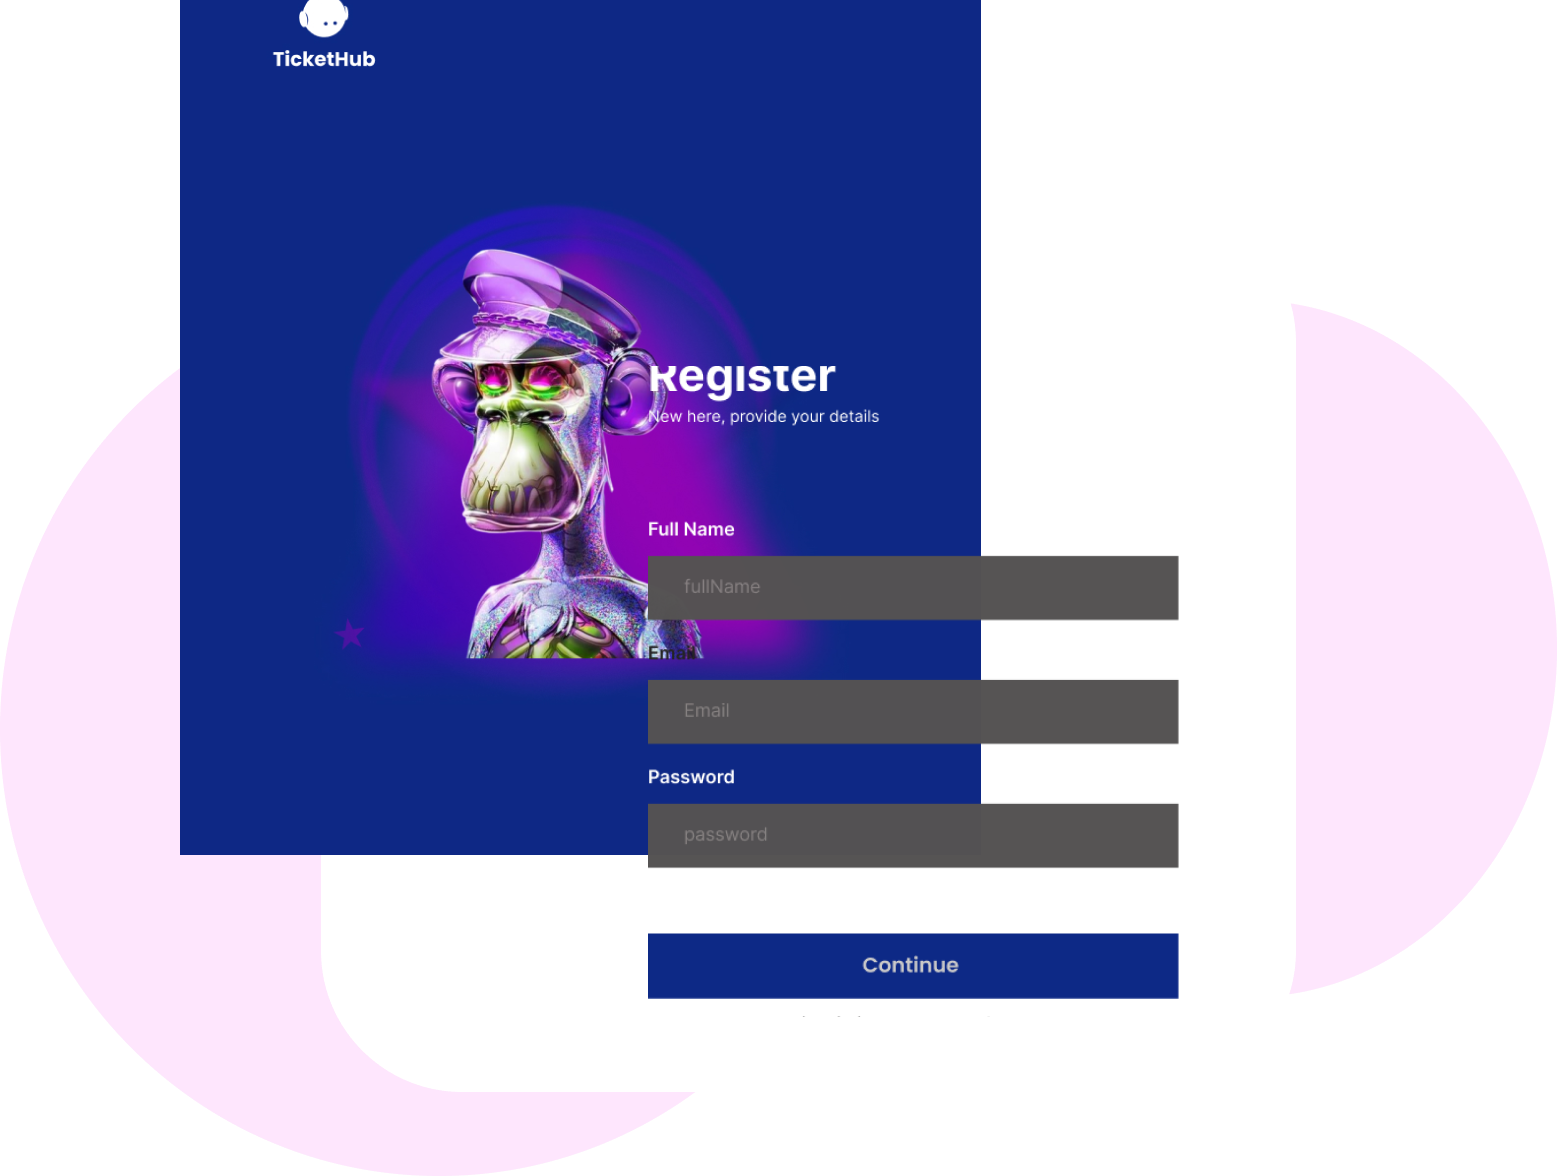 TicketHub
Register
New here, provide your details
Full Name
fullName
Email
Email
Password
password
Continue